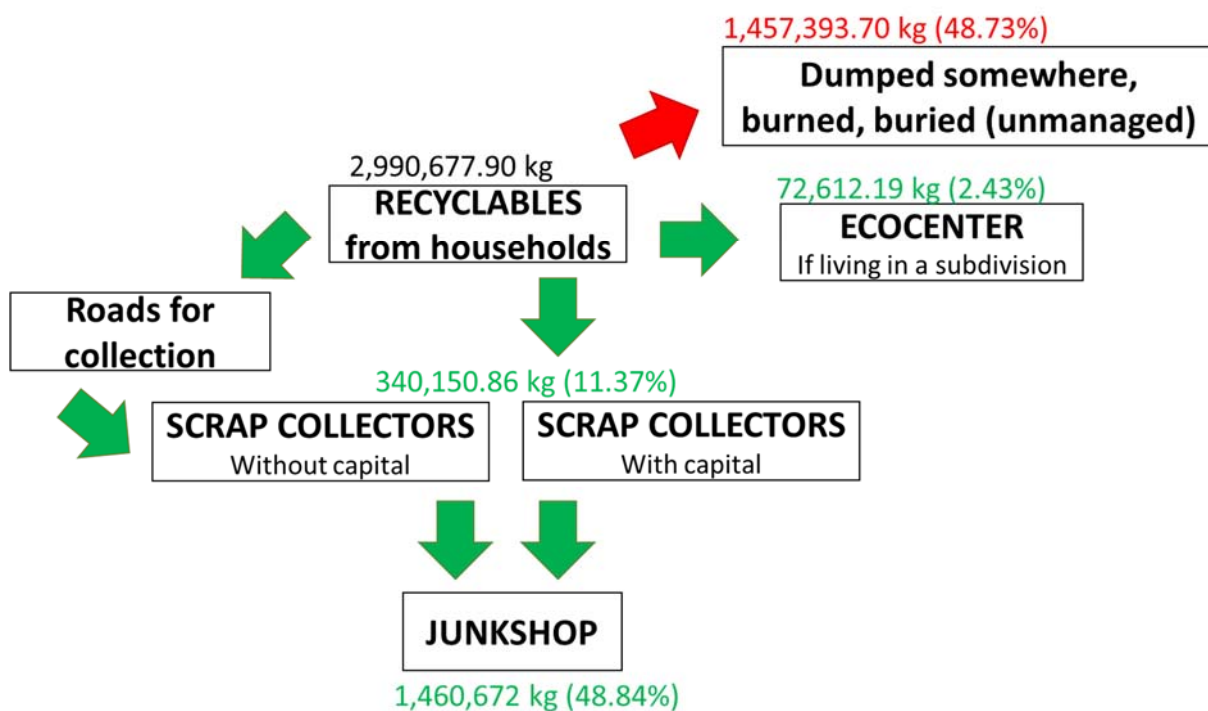 1,457,393.70 kg (48.73%)
Dumped somewhere,
burned, buried (unmanaged)
2,990,677.90 kg
RECYCLABLES
from households
72,612.19 kg (2.43%)
ECOCENTER
If living in a subdivision
Roads for
collection
340,150.86 kg (11.37%)
SCRAP COLLECTORS
Without capital
SCRAP COLLECTORS
With capital
JUNKSHOP
1,460,672 kg (48.84%)